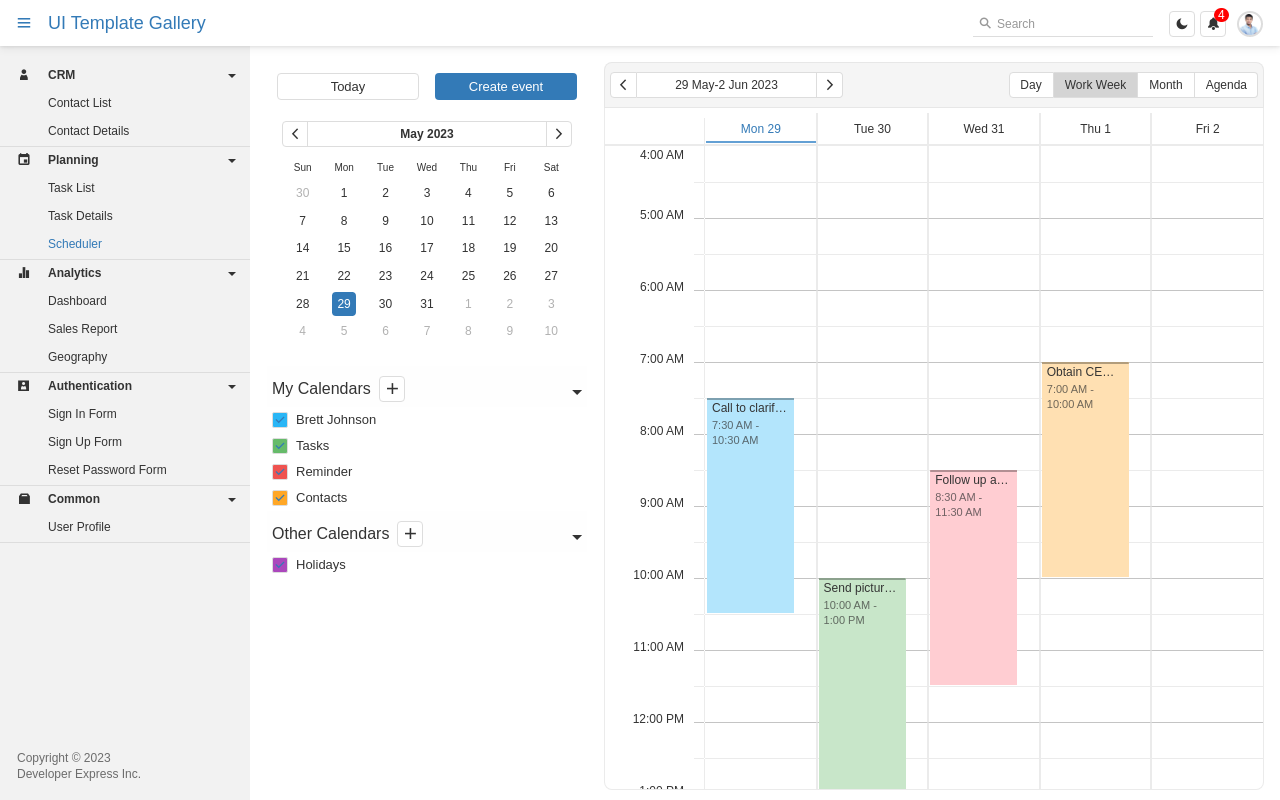 UI Template Gallery
Search
4
CRM
Contact List
Contact Details
Planning
Task List
Task Details
Scheduler
Analytics
Dashboard
Sales Report
Geography
Authentication
Sign In Form
Sign Up Form
Reset Password Form
Common
User Profile
Copyright © 2023
Developer Express Inc.
Today
Create event
May 2023
Sun Mon Tue Wed Thu Fri Sat
30 1 2 3 4 5 6
7 8 9 10 11 12 13
14 15 16 17 18 19 20
21 22 23 24 25 26 27
28 29 30 31 1 2 3
4 5 6 7 8 9 10
My Calendars
Brett Johnson
Tasks
Reminder
Contacts
Other Calendars
Holidays
29 May-2 Jun 2023
Day Work Week Month Agenda
Mon 29 Tue 30 Wed 31 Thu 1 Fri 2
4:00 AM
5:00 AM
6:00 AM
7:00 AM
8:00 AM
9:00 AM
10:00 AM
11:00 AM
12:00 PM
1:00 PM
Call to clarif…
7:30 AM -
10:30 AM
Send pictur…
10:00 AM -
1:00 PM
Follow up a…
8:30 AM -
11:30 AM
Obtain CE…
7:00 AM -
10:00 AM